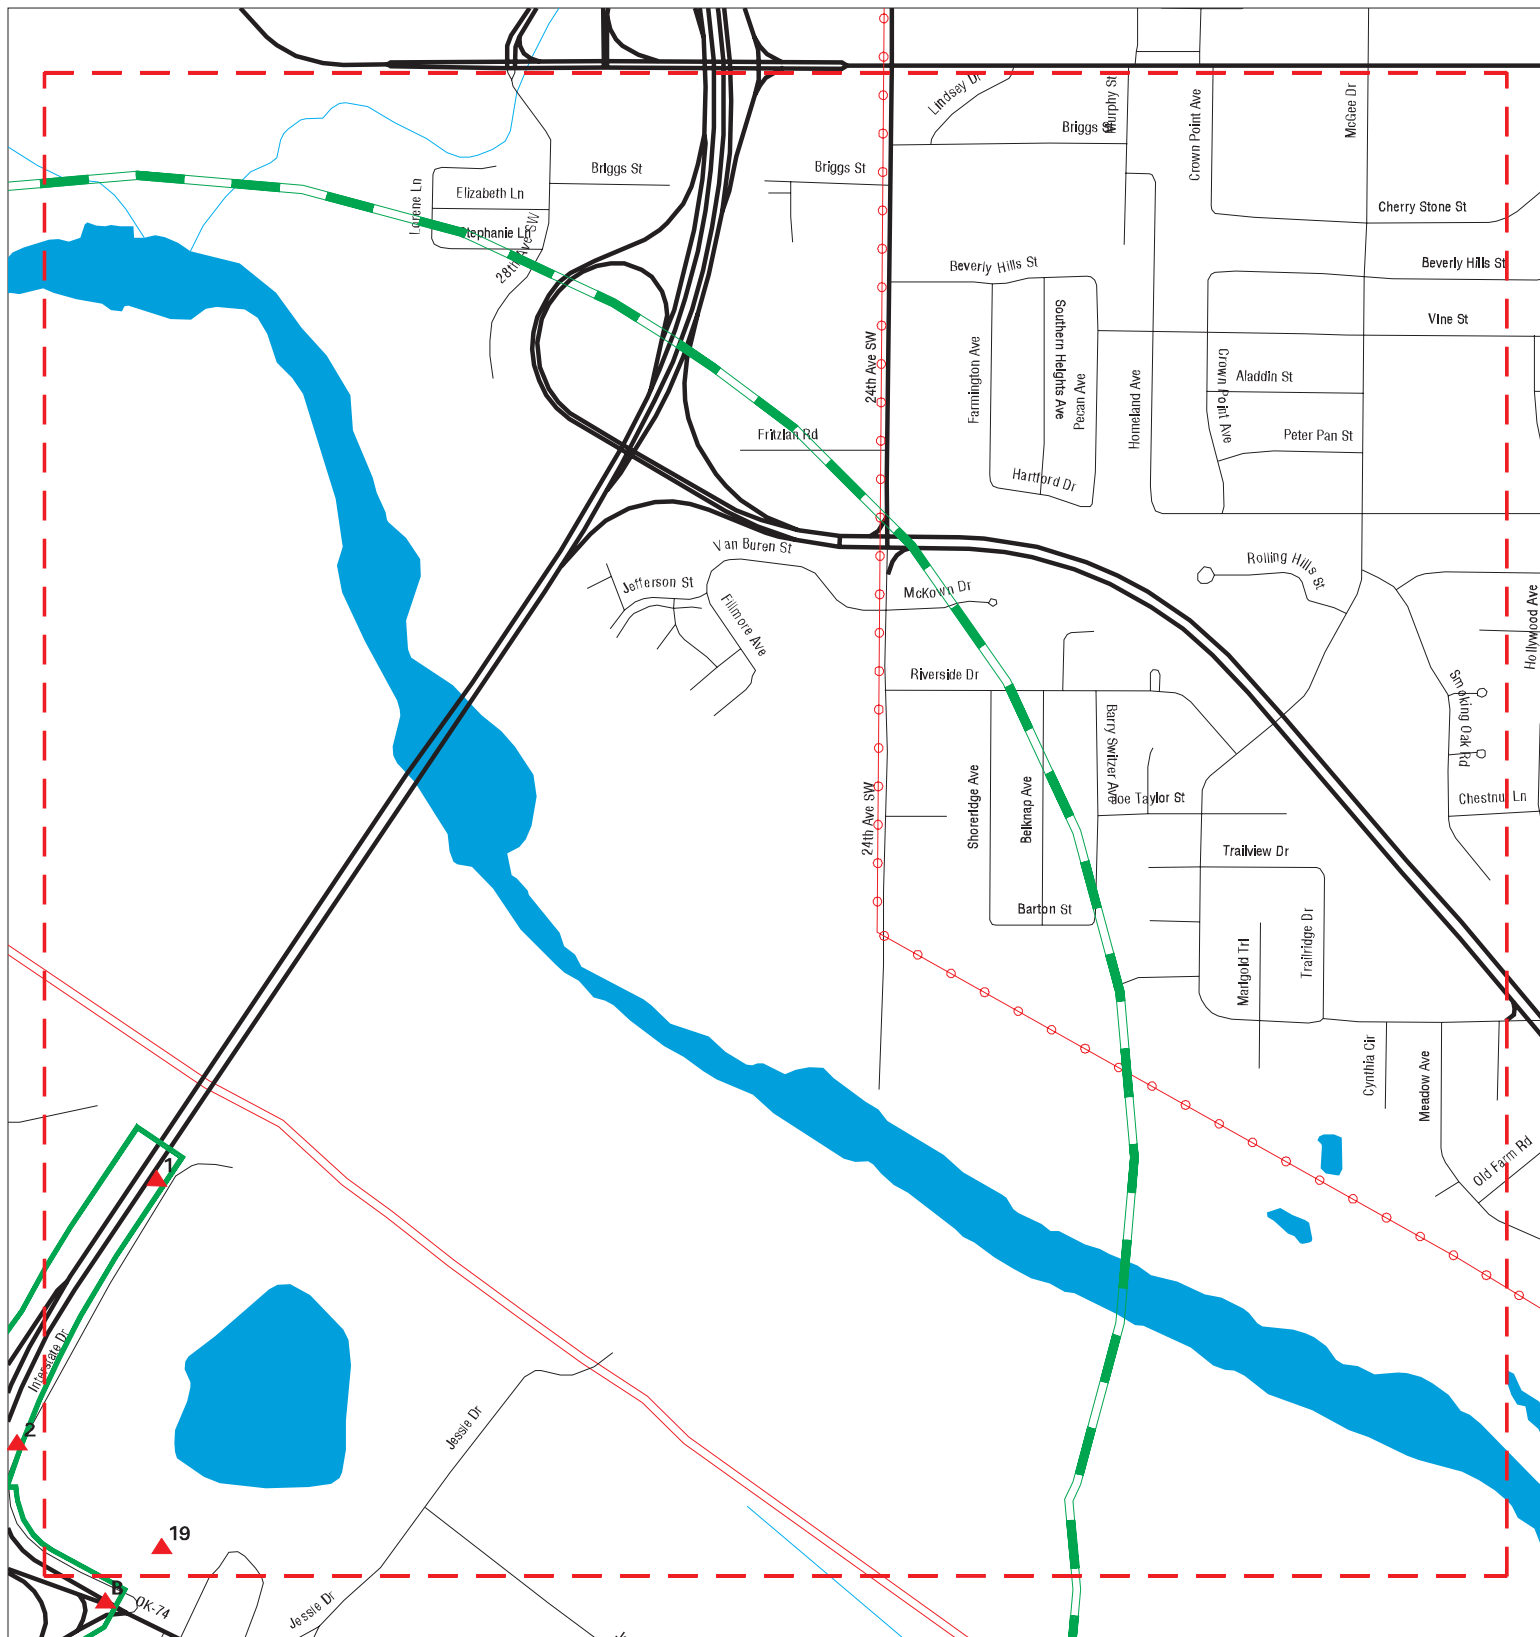 Lindsey Dr
Murphy St
Crown Point Ave
McGee Dr
Briggs St
Briggs St
Briggs St
Lorene Ln
Elizabeth Ln
Stephanie Ln
28th Ave SW
Cherry Stone St
Beverly Hills St
Beverly Hills St
Vine St
24th Ave SW
Farmington Ave
Southern Heights Ave
Pecan Ave
Homeland Ave
Crown Point Ave
Aladdin St
Peter Pan St
Fritzlan Rd
Hartford Dr
Van Buren St
Jefferson St
Fillmore Ave
McKown Dr
Rolling Hills St
Hollywood Ave
Riverside Dr
Smoking Oak Rd
Barry Switzer Ave
Shoreridge Ave
Belknap Ave
24th Ave SW
Joe Taylor St
Chestnut Ln
Trailview Dr
Barton St
Marigold Trl
Trailridge Dr
Cynthia Cir
Meadow Ave
Old Farm Rd
1
Interstate Dr
2
Jessie Dr
19
B
OK-74
Jessie Dr